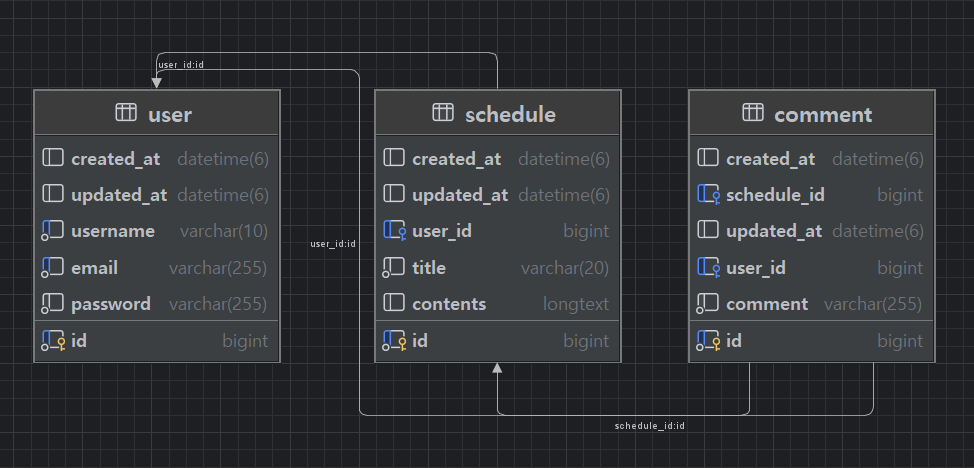 user_id:id
user
created_at datetime(6)
updated_at datetime(6)
username varchar(10)
email varchar(255)
password varchar(255)
id bigint
user_id:id
schedule
created_at datetime(6)
updated_at datetime(6)
user_id bigint
title varchar(20)
contents longtext
id bigint
comment
created_at datetime(6)
schedule_id bigint
updated_at datetime(6)
user_id bigint
comment varchar(255)
id bigint
schedule_id:id